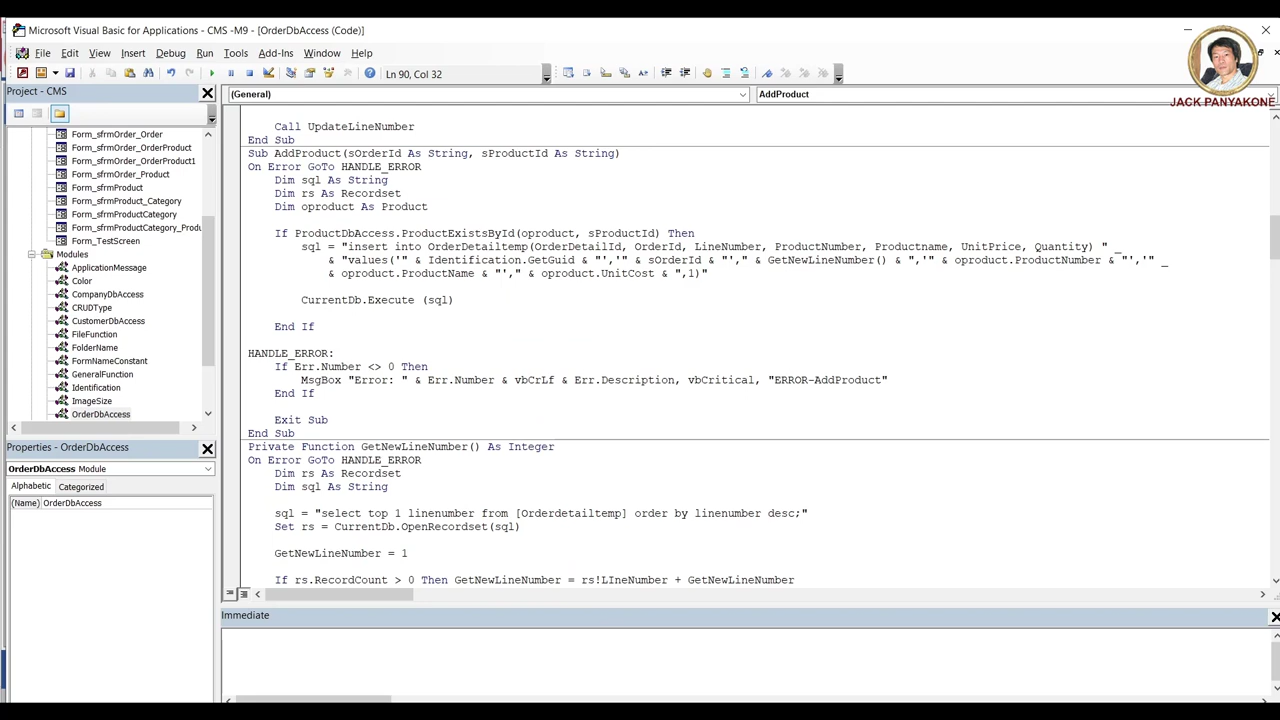 Microsoft Visual Basic for Applications - CMS -M9 - [OrderDbAccess (Code)]
File Edit View Insert Debug Run Tools Add-Ins Window Help
Ln 90, Col 32
JACK PANYAKONE
Project - CMS
Form_sfrmOrder_Order
Form_sfrmOrder_OrderProduct
Form_sfrmOrder_OrderProduct1
Form_sfrmOrder_Product
Form_sfrmProduct
Form_sfrmProduct_Category
Form_sfrmProductCategory
Form_sfrmProductCategory_Produ
Form_TestScreen
Modules
ApplicationMessage
Color
CompanyDbAccess
CRUDType
CustomerDbAccess
FileFunction
FolderName
FormNameConstant
GeneralFunction
Identification
ImageSize
OrderDbAccess
Properties - OrderDbAccess
OrderDbAccess Module
Alphabetic Categorized
(Name) OrderDbAccess
(General) AddProduct
Call UpdateLineNumber
End Sub
Sub AddProduct(sOrderId As String, sProductId As String)
On Error GoTo HANDLE_ERROR
Dim sql As String
Dim rs As Recordset
Dim oproduct As Product
If ProductDbAccess.ProductExistsById(oproduct, sProductId) Then
sql = "insert into OrderDetailtemp(OrderDetailId, OrderId, LineNumber, ProductNumber, Productname, UnitPrice, Quantity) " _
& "values('" & Identification.GetGuid & "','" & sOrderId & "'," & GetNewLineNumber() & ",'" & oproduct.ProductNumber & "','" _
& oproduct.ProductName & "'," & oproduct.UnitCost & ",1)"
CurrentDb.Execute (sql)
End If
HANDLE_ERROR:
If Err.Number <> 0 Then
MsgBox "Error: " & Err.Number & vbCrLf & Err.Description, vbCritical, "ERROR-AddProduct"
End If
Exit Sub
End Sub
Private Function GetNewLineNumber() As Integer
On Error GoTo HANDLE_ERROR
Dim rs As Recordset
Dim sql As String
sql = "select top 1 linenumber from [Orderdetailtemp] order by linenumber desc;"
Set rs = CurrentDb.OpenRecordset(sql)
GetNewLineNumber = 1
If rs.RecordCount > 0 Then GetNewLineNumber = rs!LIneNumber + GetNewLineNumber
Immediate